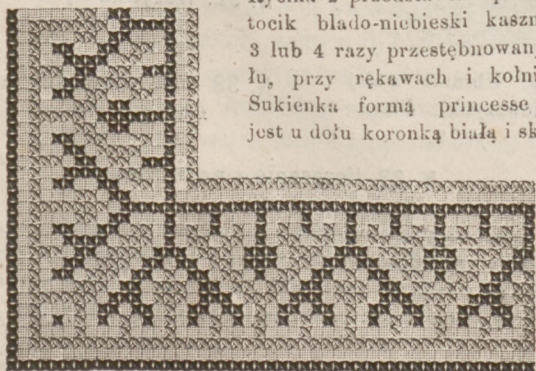 tocik blado-niebieski kaszm
3 lub 4 razy przestębnowan
łu, przy rękawach i kołni
Sukienka formą princesse
jest u dołu koronką białą i sk